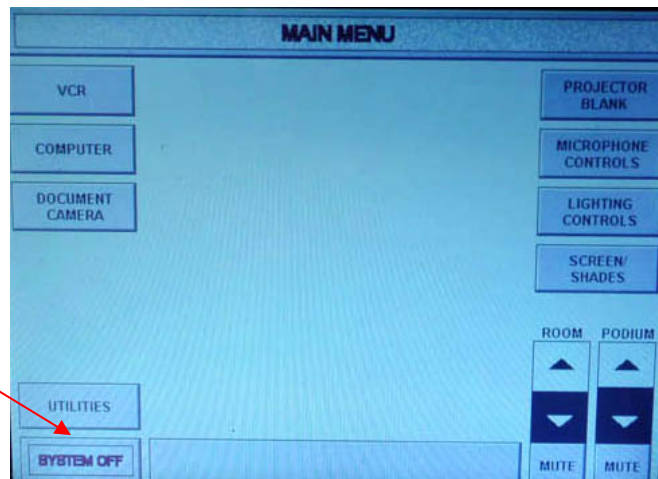 MAIN MENU
VCR
COMPUTER
DOCUMENT
CAMERA
UTILITIES
SYSTEM OFF
PROJECTOR
BLANK
MICROPHONE
CONTROLS
LIGHTING
CONTROLS
SCREEN/
SHADES
ROOM PODIUM
MUTE MUTE